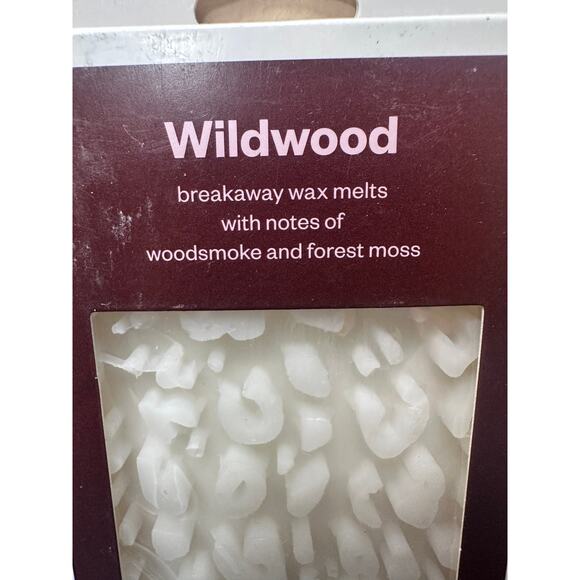 Wildwood
breakaway wax melts
with notes of
woodsmoke and forest moss